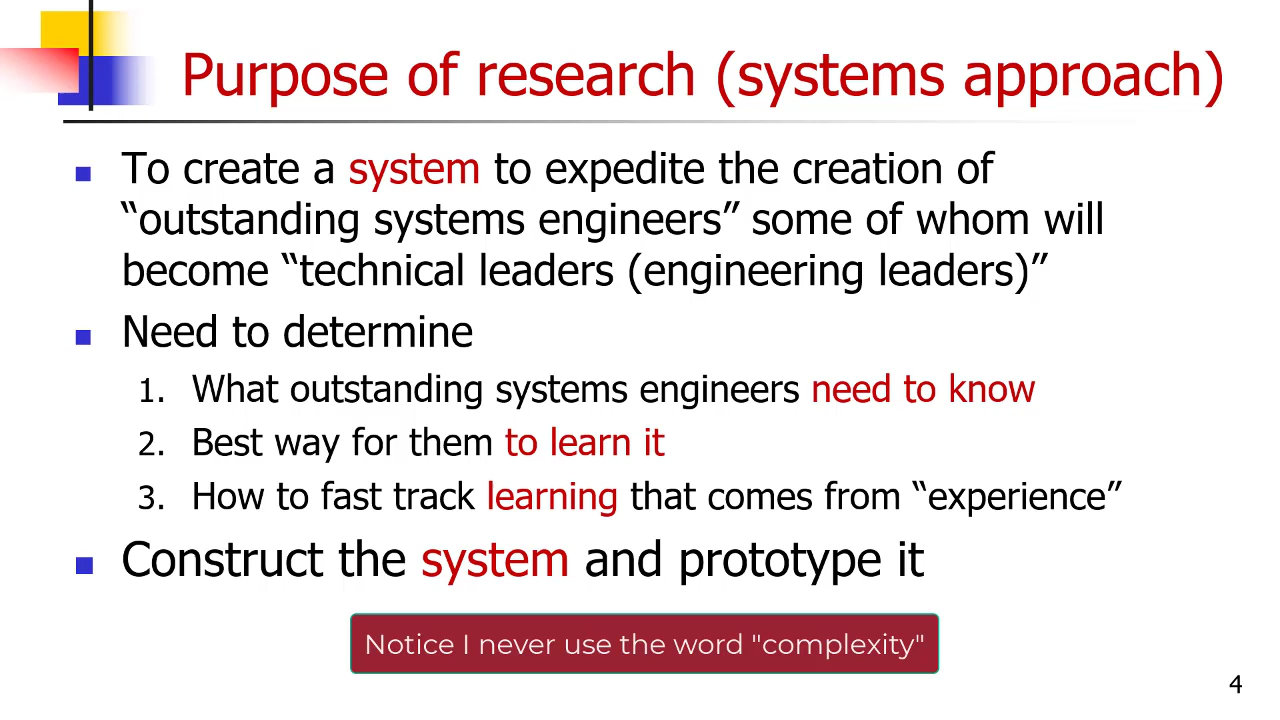 Purpose of research (systems approach)
To create a system to expedite the creation of
“outstanding systems engineers” some of whom will
become “technical leaders (engineering leaders)”
Need to determine
1. What outstanding systems engineers need to know
2. Best way for them to learn it
3. How to fast track learning that comes from “experience”
Construct the system and prototype it
Notice I never use the word "complexity"
4